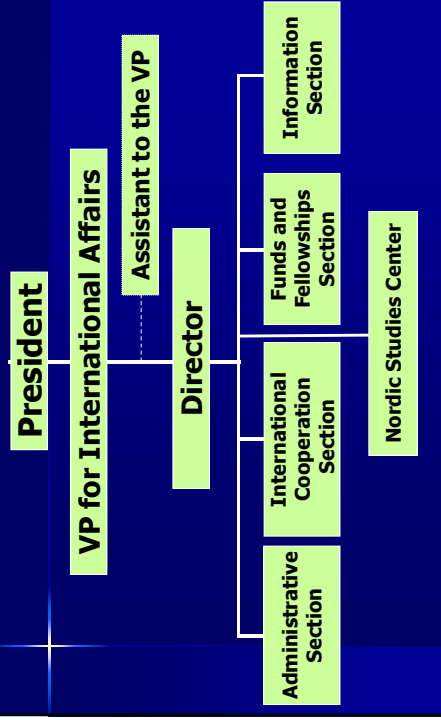 President
VP for International Affairs
Assistant to the VP
Director
Administrative
Section
International
Cooperation
Section
Funds and
Fellowships
Section
Information
Section
Nordic Studies Center